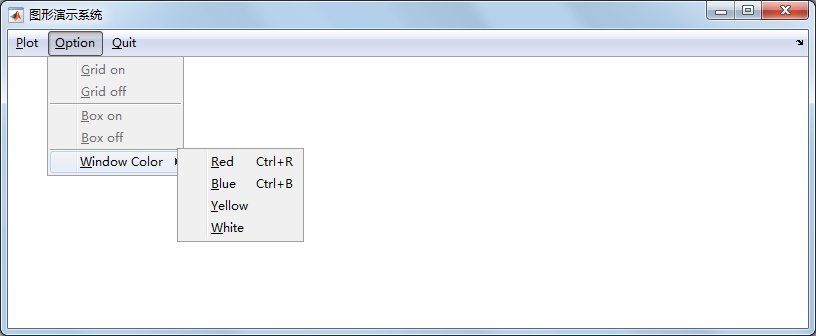 图形演示系统
Plot Option Quit
Grid on
Grid off
Box on
Box off
Window Color
Red Ctrl+R
Blue Ctrl+B
Yellow
White